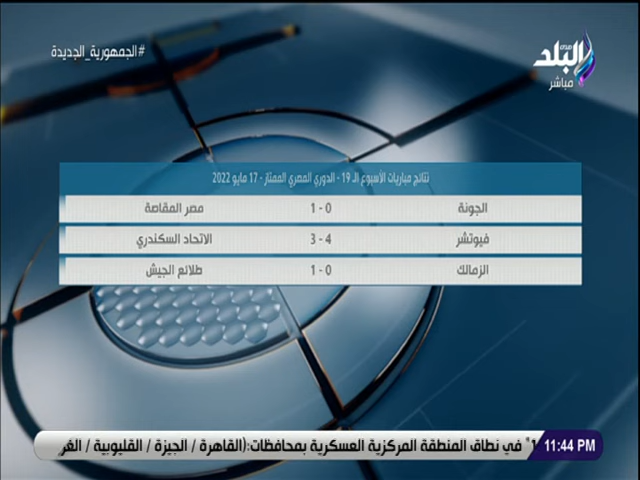 #الجمهورية_الجديدة
صدى
البلد
مباشر
نتائج مباريات الأسبوع الـ 19 - الدوري المصري الممتاز - 17 مايو 2022
الجونة 1 - 0 مصر المقاصة
فيوتشر 3 - 4 الاتحاد السكندري
الزمالك 1 - 0 طلائع الجيش
1" في نطاق المنطقة المركزية العسكرية بمحافظات:(القاهرة / الجيزة / القليوبية / الغر
11:44 PM